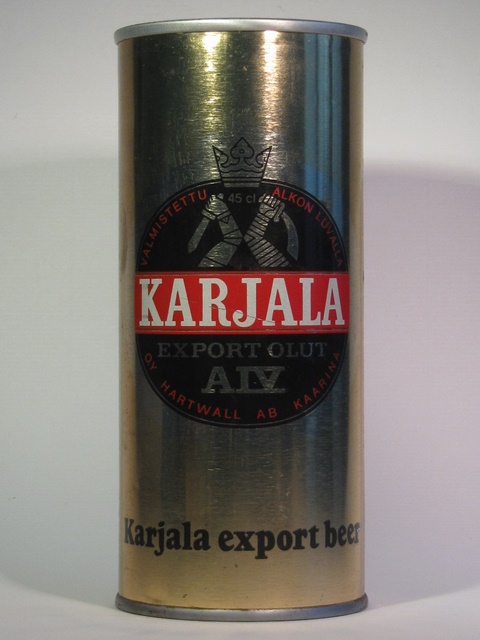 VALMISTETTU ALKON LUVALLA
45 cl
KARJALA
EXPORT OLUT
A IV
OY HARTWALL AB KAARINA
Karjala export beer